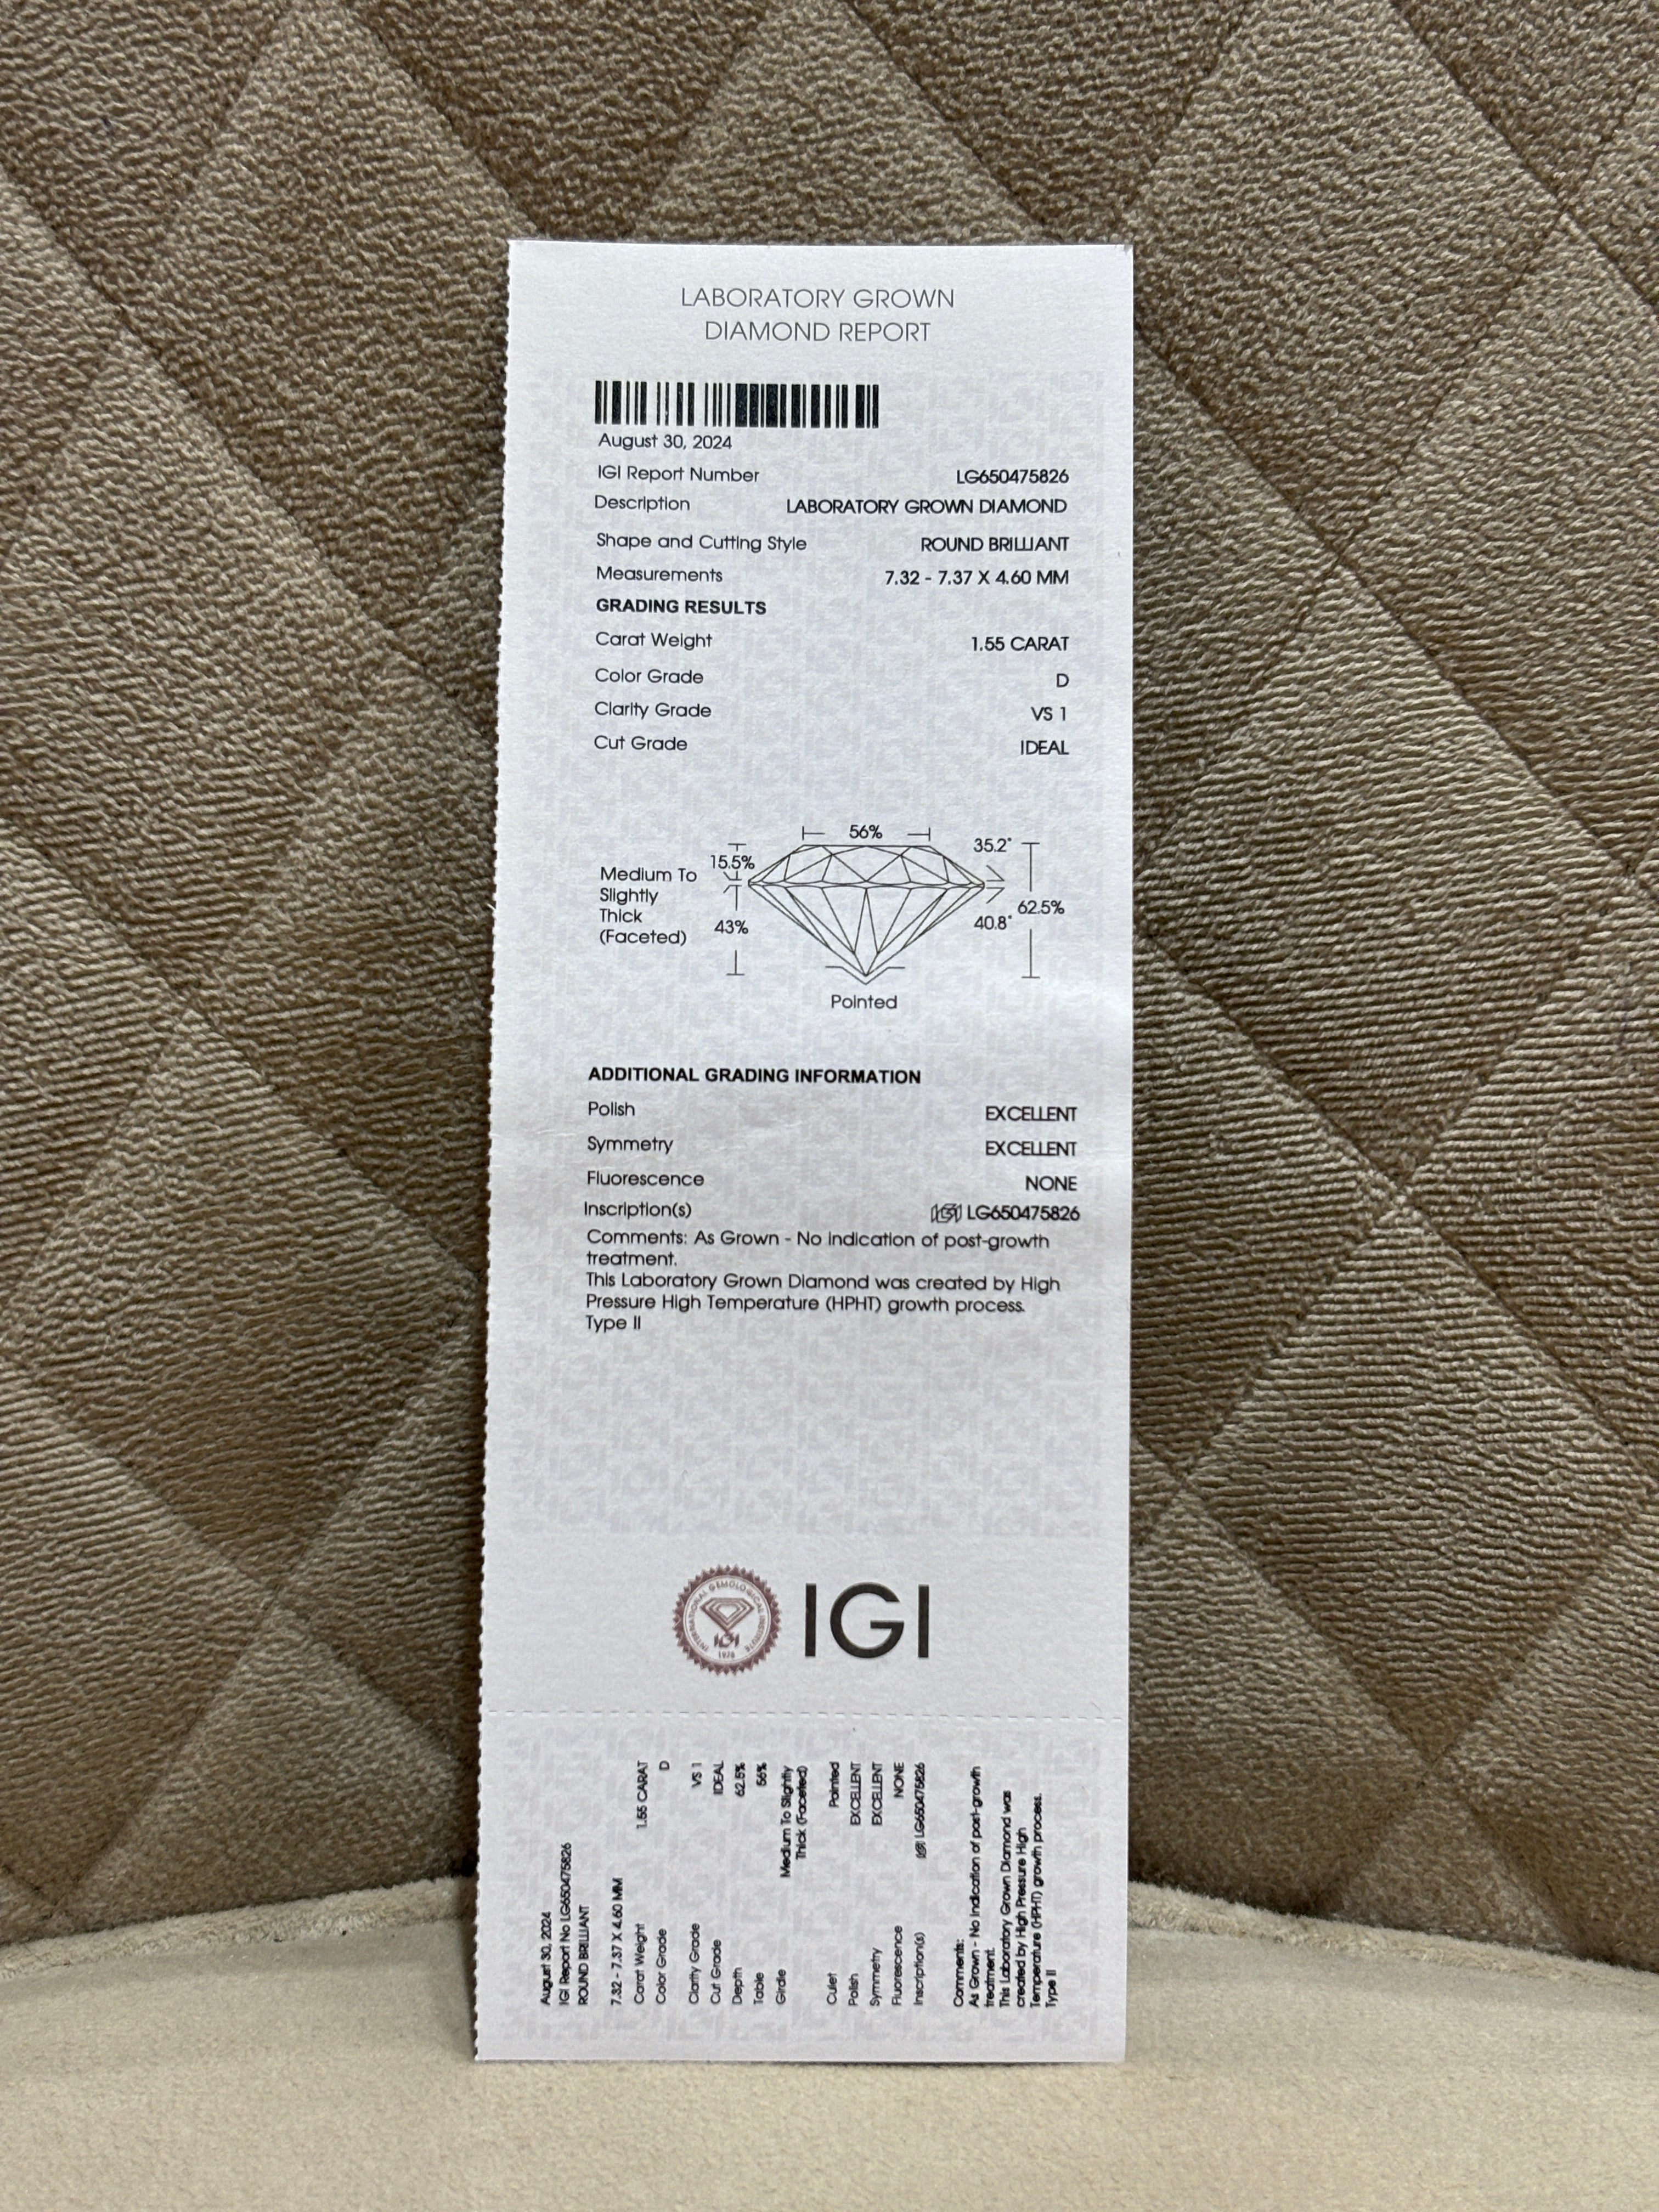 LABORATORY GROWN
DIAMOND REPORT
August 30, 2024
IGI Report Number LG650475826
Description LABORATORY GROWN DIAMOND
Shape and Cutting Style ROUND BRILLIANT
Measurements 7.32 - 7.37 X 4.60 MM
GRADING RESULTS
Carat Weight 1.55 CARAT
Color Grade D
Clarity Grade VS 1
Cut Grade IDEAL
56%
35.2°
15.5%
Medium To
Slightly
Thick
(Faceted)
62.5%
43%
40.8°
Pointed
ADDITIONAL GRADING INFORMATION
Polish EXCELLENT
Symmetry EXCELLENT
Fluorescence NONE
Inscription(s) IGI LG650475826
Comments: As Grown - No indication of post-growth
treatment.
This Laboratory Grown Diamond was created by High
Pressure High Temperature (HPHT) growth process.
Type II
INTERNATIONAL GEMOLOGICAL INSTITUTE
IGI
1975
IGI
August 30, 2024
IGI Report No LG650475826
ROUND BRILLIANT
7.32 - 7.37 X 4.60 MM
Carat Weight 1.55 CARAT
Color Grade D
Clarity Grade VS 1
Cut Grade IDEAL
Depth 62.5%
Table 56%
Girdle Medium To Slightly
Thick (Faceted)
Culet Pointed
Polish EXCELLENT
Symmetry EXCELLENT
Fluorescence NONE
Inscription(s) IGI LG650475826
Comments:
As Grown - No indication of post-growth
treatment.
This Laboratory Grown Diamond was
created by High Pressure High
Temperature (HPHT) growth process.
Type II